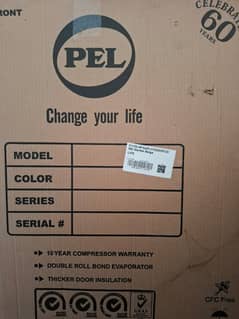 RONT
CELEBRATI
60
YEARS
PEL
Change your life
MODEL
COLOR
SERIES
SERIAL #
10 YEAR COMPRESSOR WARRANTY
DOUBLE ROLL BOND EVAPORATOR
THICKER DOOR INSULATION
CFC Free